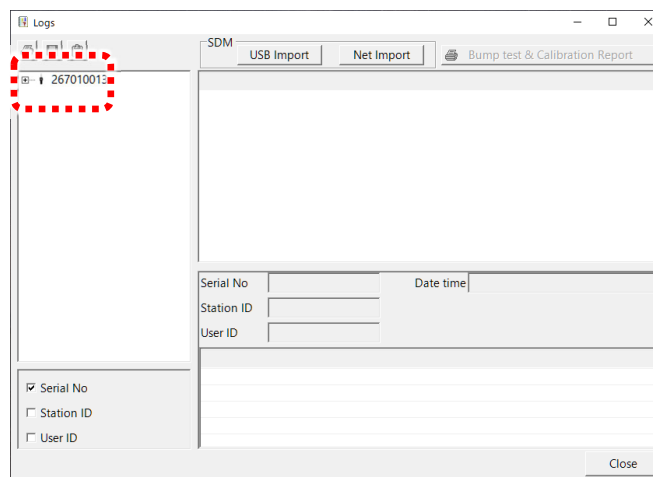 Logs
SDM
USB Import
Net Import
Bump test & Calibration Report
267010013
Serial No
Date time
Station ID
User ID
Serial No
Station ID
User ID
Close